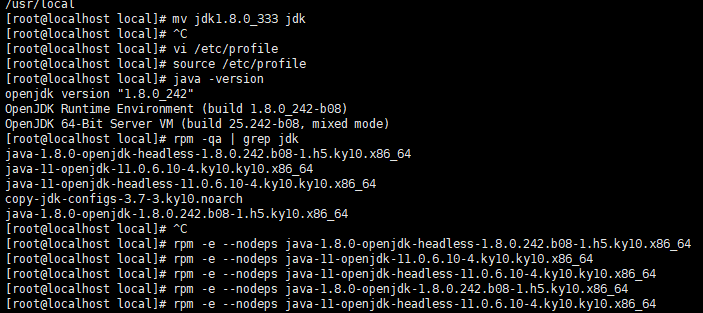 /usr/local
[root@localhost local]# mv jdk1.8.0_333 jdk
[root@localhost local]# ^C
[root@localhost local]# vi /etc/profile
[root@localhost local]# source /etc/profile
[root@localhost local]# java -version
openjdk version "1.8.0_242"
OpenJDK Runtime Environment (build 1.8.0_242-b08)
OpenJDK 64-Bit Server VM (build 25.242-b08, mixed mode)
[root@localhost local]# rpm -qa | grep jdk
java-1.8.0-openjdk-headless-1.8.0.242.b08-1.h5.ky10.x86_64
java-11-openjdk-11.0.6.10-4.ky10.ky10.x86_64
java-11-openjdk-headless-11.0.6.10-4.ky10.ky10.x86_64
copy-jdk-configs-3.7-3.ky10.noarch
java-1.8.0-openjdk-1.8.0.242.b08-1.h5.ky10.x86_64
[root@localhost local]# ^C
[root@localhost local]# rpm -e --nodeps java-1.8.0-openjdk-headless-1.8.0.242.b08-1.h5.ky10.x86_64
[root@localhost local]# rpm -e --nodeps java-11-openjdk-11.0.6.10-4.ky10.ky10.x86_64
[root@localhost local]# rpm -e --nodeps java-11-openjdk-headless-11.0.6.10-4.ky10.ky10.x86_64
[root@localhost local]# rpm -e --nodeps java-1.8.0-openjdk-1.8.0.242.b08-1.h5.ky10.x86_64
[root@localhost local]# rpm -e --nodeps java-11-openjdk-headless-11.0.6.10-4.ky10.ky10.x86_64